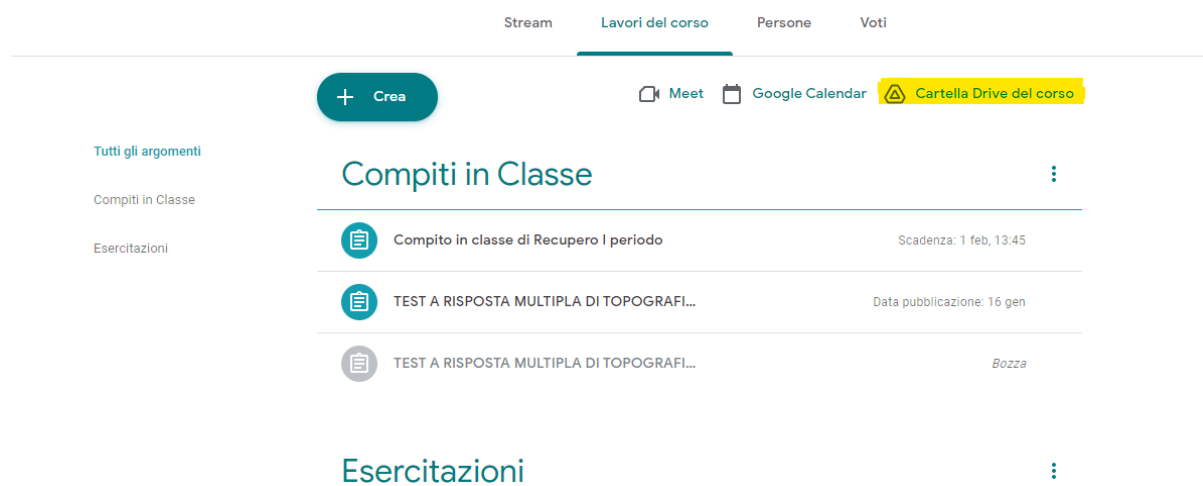 Stream Lavori del corso Persone Voti
Crea Meet Google Calendar Cartella Drive del corso
Tutti gli argomenti
Compiti in Classe
Esercitazioni
Compiti in Classe
Compito in classe di Recupero I periodo Scadenza: 1 feb, 13:45
TEST A RISPOSTA MULTIPLA DI TOPOGRAFI... Data pubblicazione: 16 gen
TEST A RISPOSTA MULTIPLA DI TOPOGRAFI... Bozza
Esercitazioni